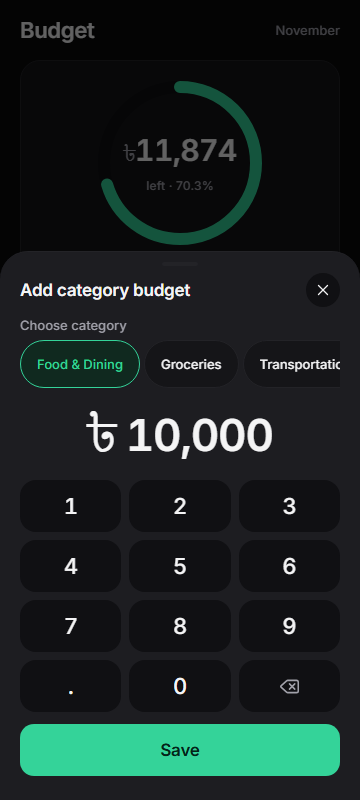 Budget
November
৳11,874
left · 70.3%
Add category budget
Choose category
Food & Dining
Groceries
Transportatic
৳ 10,000
1 2 3
4 5 6
7 8 9
. 0
Save